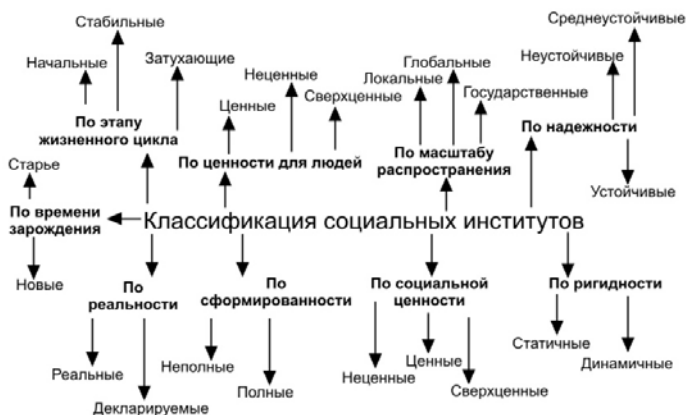 Стабильные
Среднеустойчивые
Начальные
Затухающие
Глобальные
Неустойчивые
Неценные
Локальные
Ценные
Сверхценные
Государственные
По этапу
жизненного цикла
По ценности для людей
По масштабу
распространения
По надежности
Старье
Устойчивые
По времени
зарождения
Классификация социальных институтов
Новые
По
реальности
По
сформированности
По социальной
ценности
По ригидности
Реальные
Декларируемые
Неполные
Полные
Неценные
Ценные
Сверхценные
Статичные
Динамичные